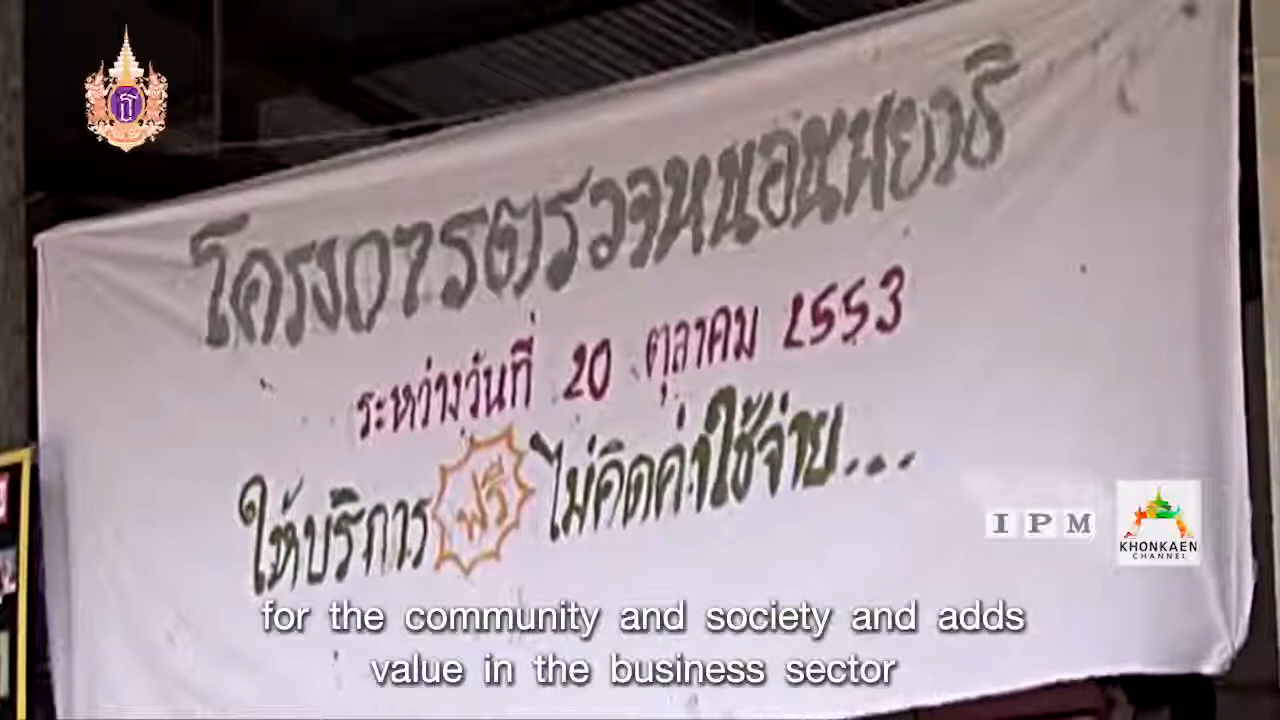 โครงการตรวจหนอนพยาธิ
ระหว่างวันที่ 20 ตุลาคม 2553
ให้บริการ ฟรี ไม่คิดค่าใช้จ่าย...
IPM
KHONKAEN
CHANNEL
for the community and society and adds
value in the business sector